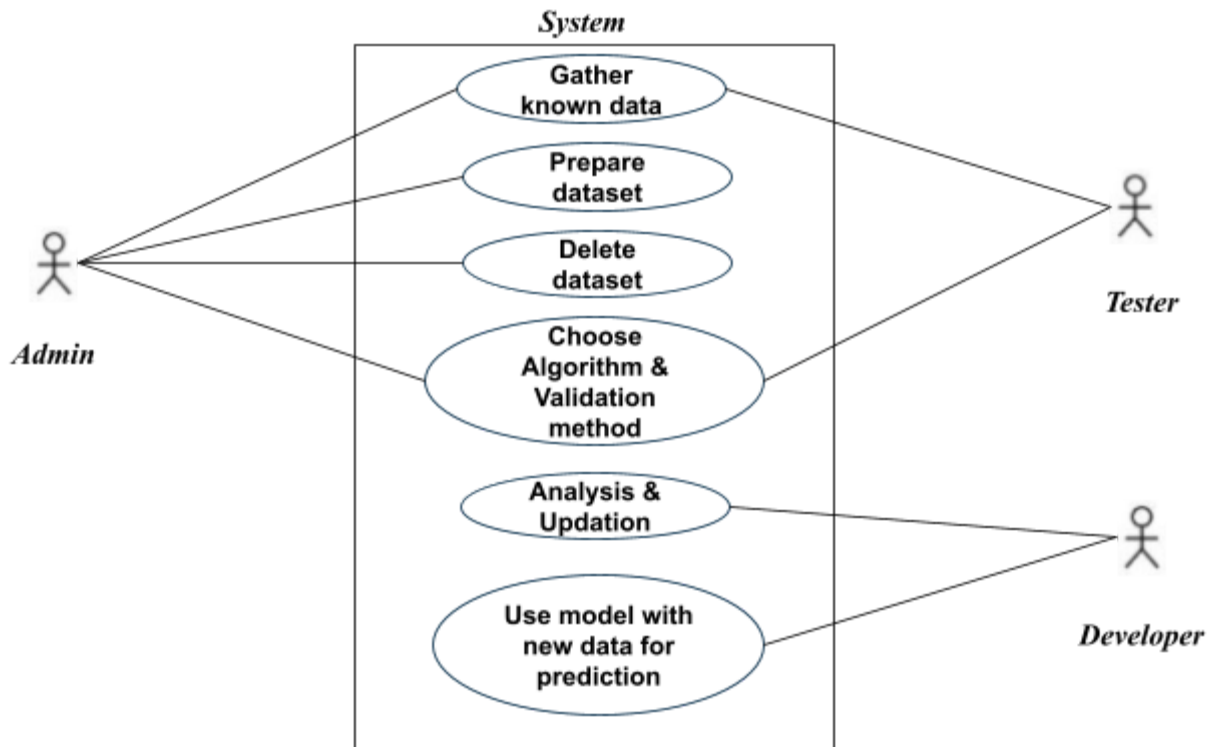 System
Gather
known data
Prepare
dataset
Delete
dataset
Admin
Tester
Choose
Algorithm &
Validation
method
Analysis &
Updation
Developer
Use model with
new data for
prediction